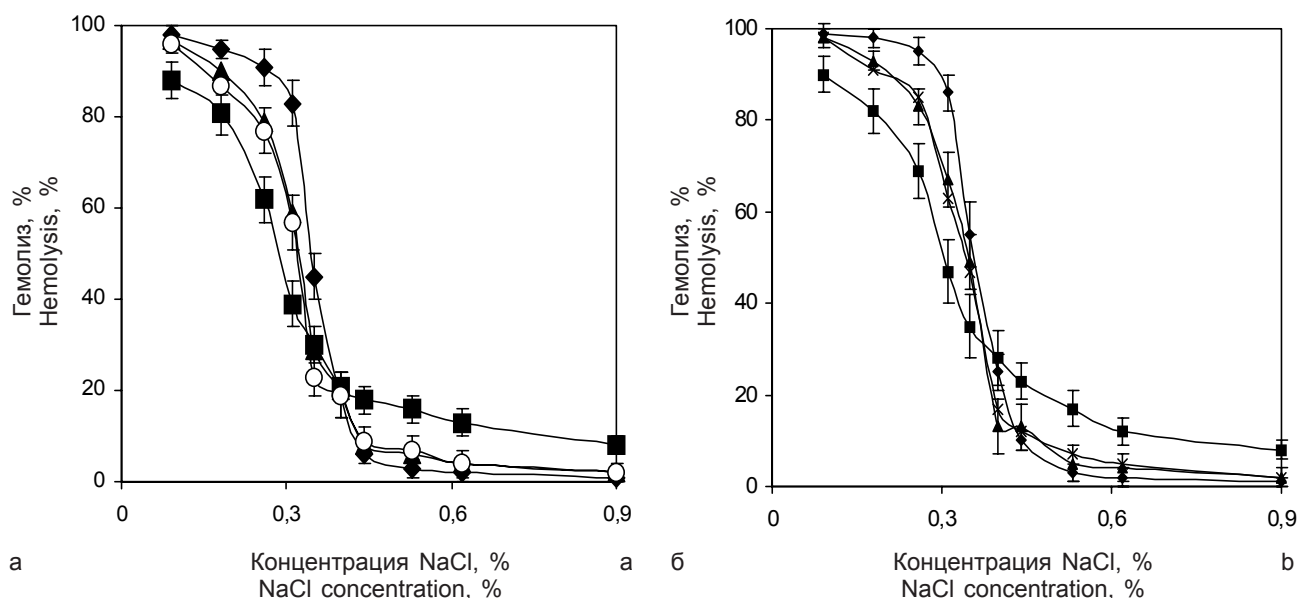 100
80
60
40
20
0
0
0,3
0,6
0,9
Гемолиз, %
Hemolysis, %
а
Концентрация NaCl, %
a
NaCl concentration, %
100
80
60
40
20
0
0
0,3
0,6
0,9
Гемолиз, %
Hemolysis, %
б
Концентрация NaCl, %
b
NaCl concentration, %